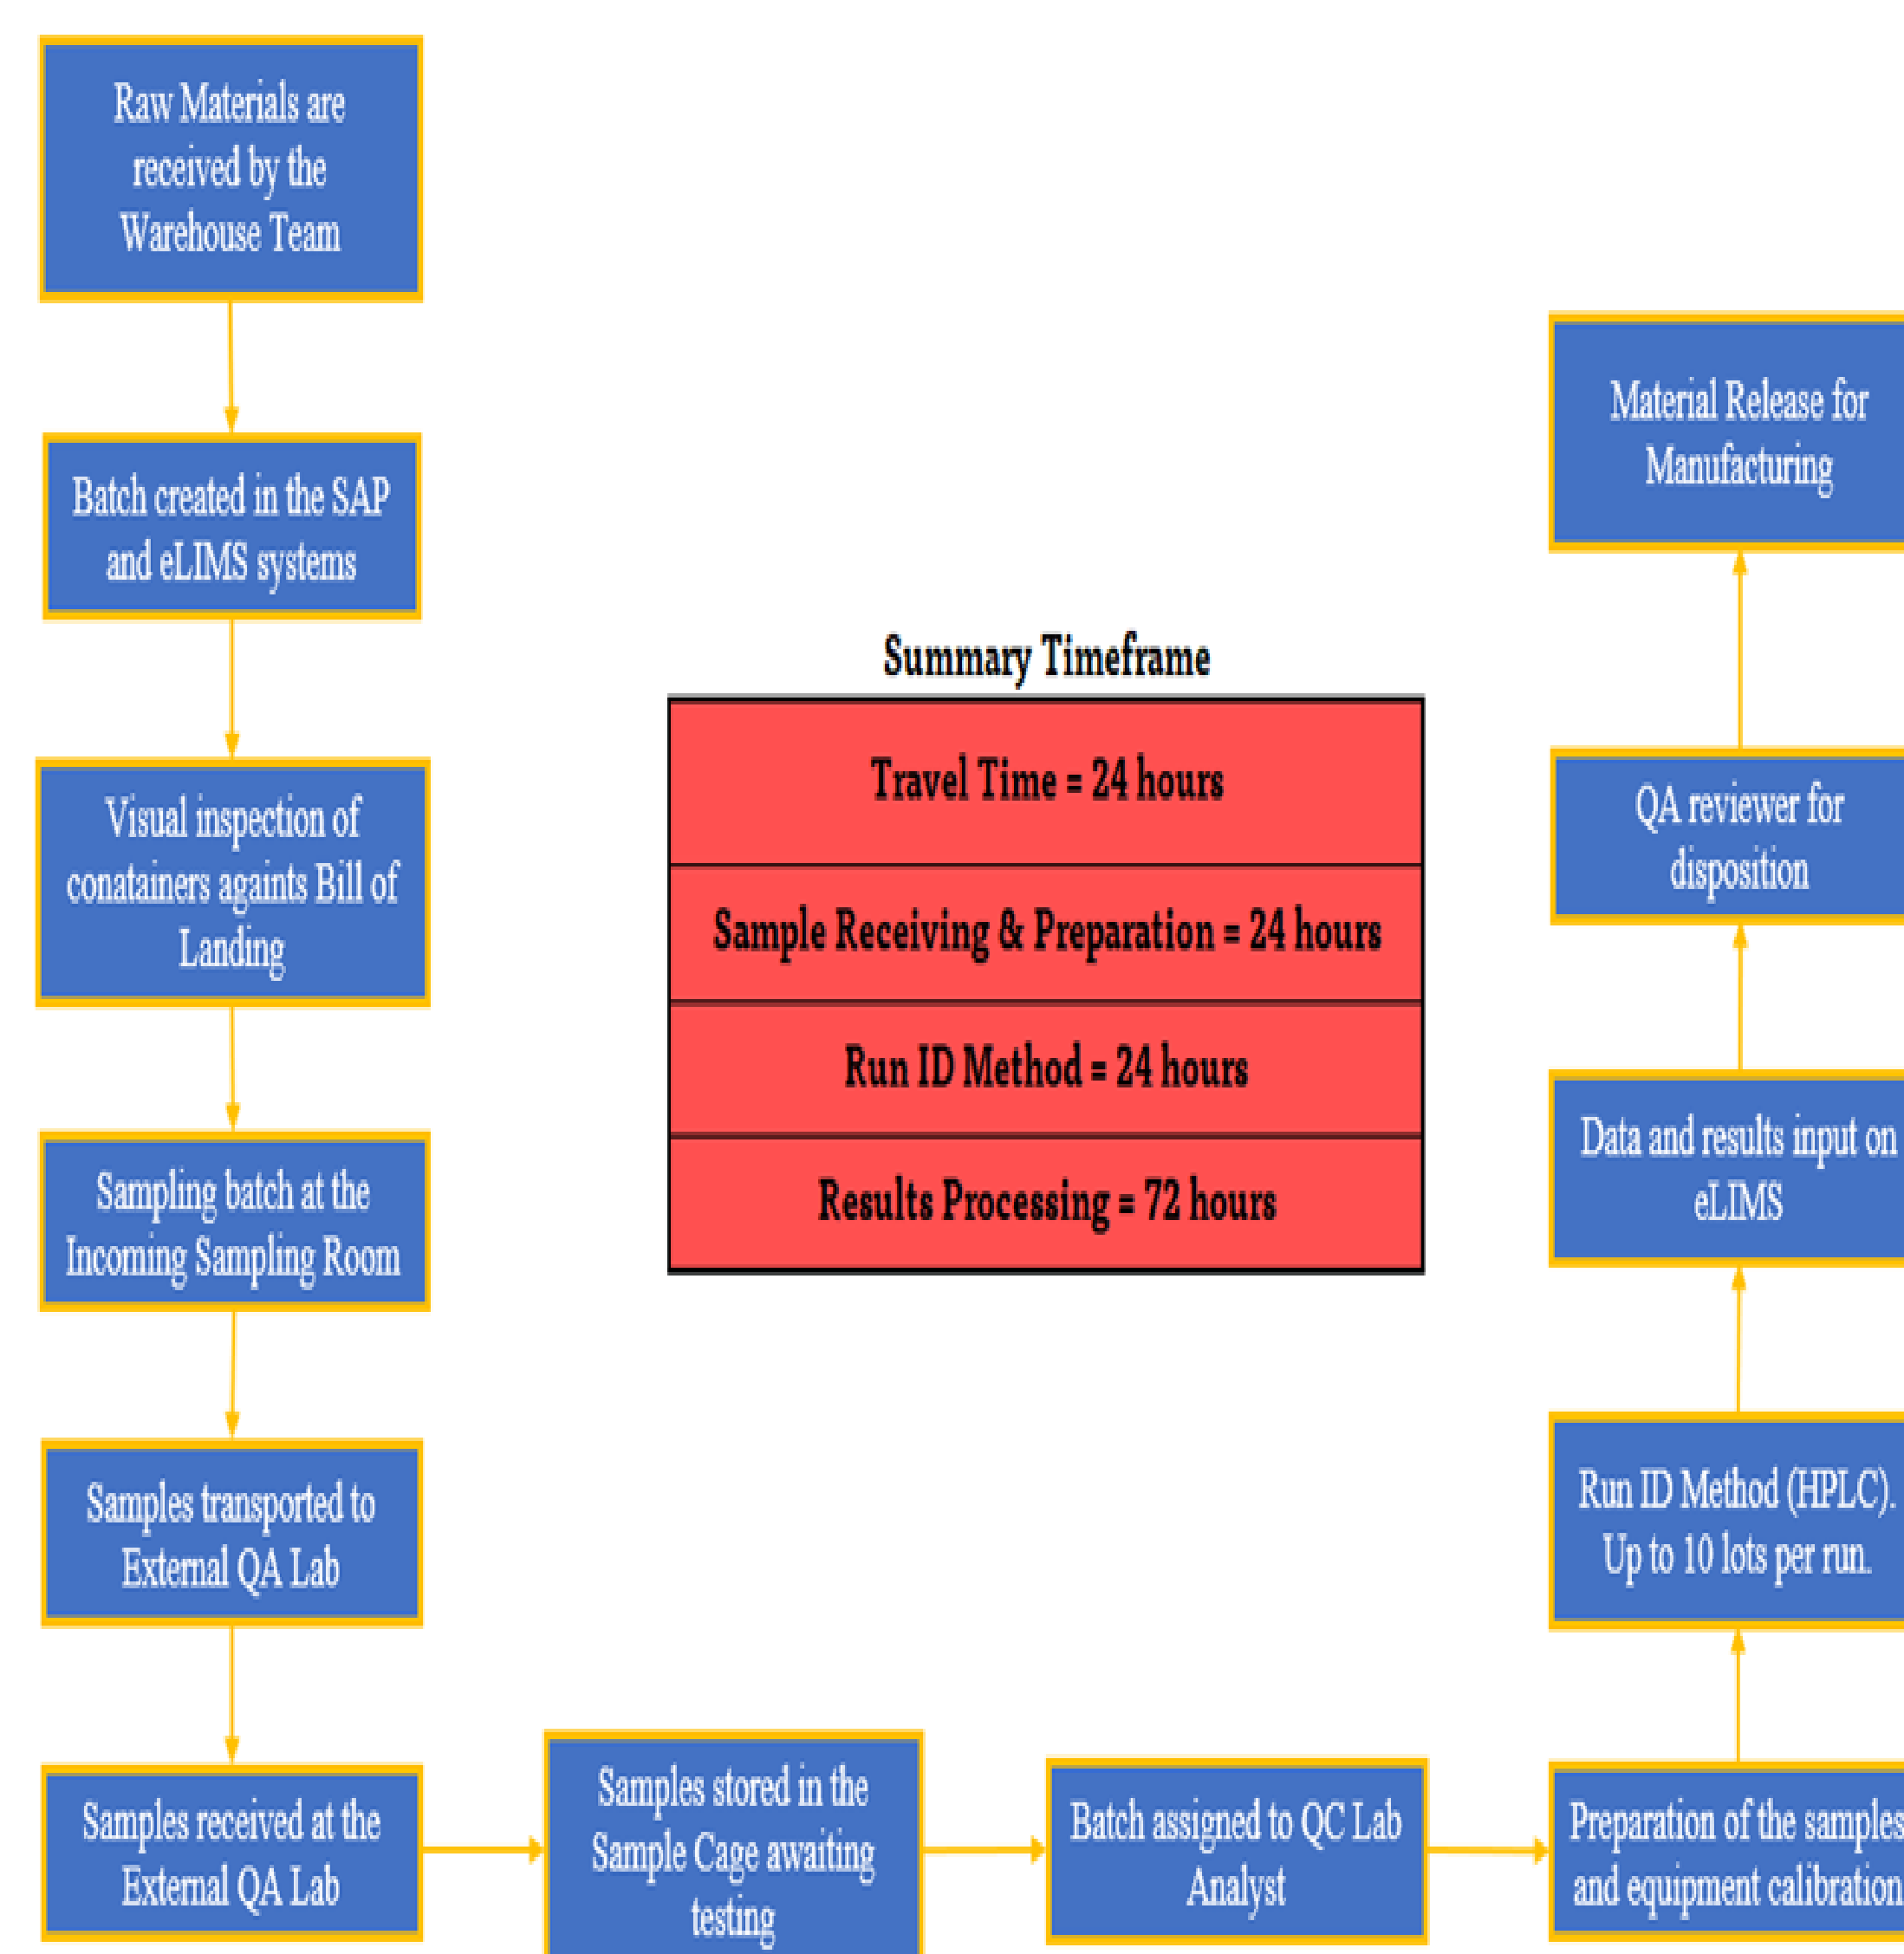 Raw Materials are
received by the
Warehouse Team
Batch created in the SAP
and eLIMS systems
Visual inspection of
conatainers againts Bill of
Landing
Sampling batch at the
Incoming Sampling Room
Samples transported to
External QA Lab
Samples received at the
External QA Lab
Samples stored in the
Sample Cage awaiting
testing
Batch assigned to QC Lab
Analyst
Preparation of the samples
and equipment calibration
Run ID Method (HPLC).
Up to 10 lots per run.
Data and results input on
eLIMS
QA reviewer for
disposition
Material Release for
Manufacturing
Summary Timeframe
Travel Time = 24 hours
Sample Receiving & Preparation = 24 hours
Run ID Method = 24 hours
Results Processing = 72 hours